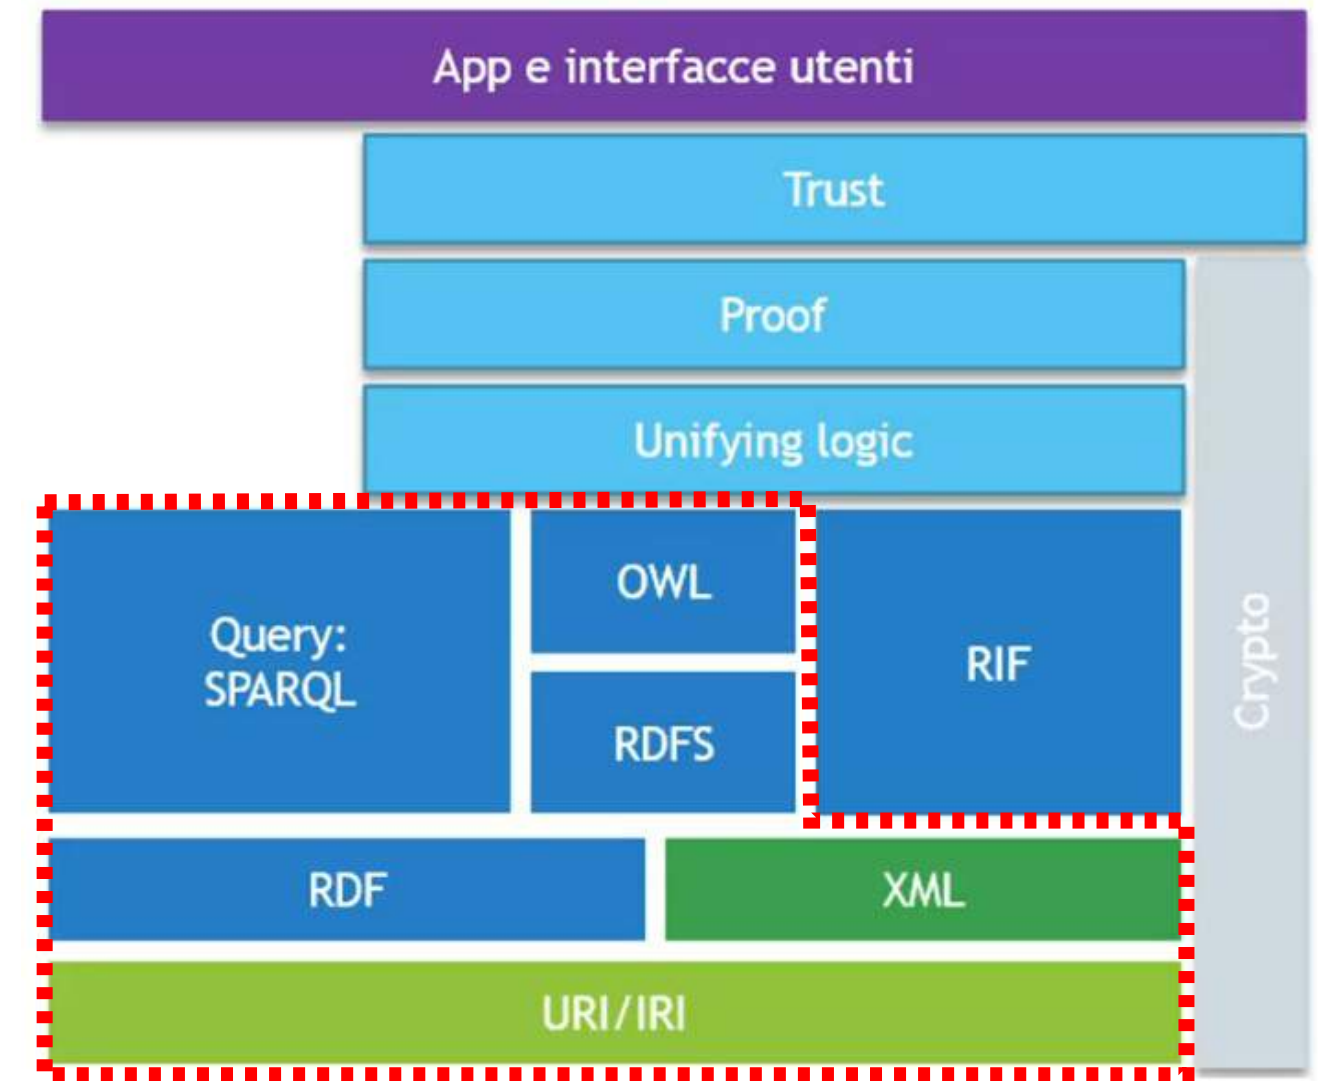 App e interfacce utenti
Trust
Proof
Unifying logic
Query:
SPARQL
OWL
RDFS
RIF
Crypto
RDF
XML
URI/IRI